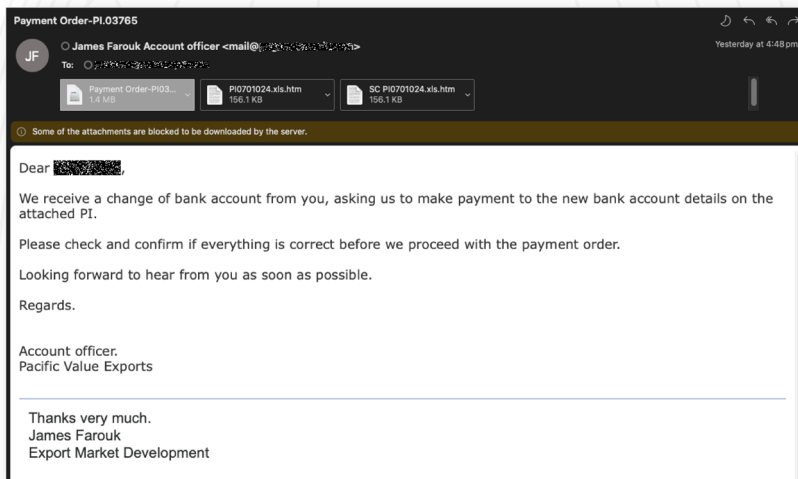 Payment Order-PI.03765
JF
James Farouk Account officer <mail@
Yesterday at 4:48 pm
To:
Payment Order-PI03...
1.4 MB
PI0701024.xls.htm
156.1 KB
SC PI0701024.xls.htm
156.1 KB
Some of the attachments are blocked to be downloaded by the server.
Dear
We receive a change of bank account from you, asking us to make payment to the new bank account details on the
attached PI.
Please check and confirm if everything is correct before we proceed with the payment order.
Looking forward to hear from you as soon as possible.
Regards.
Account officer.
Pacific Value Exports
Thanks very much.
James Farouk
Export Market Development